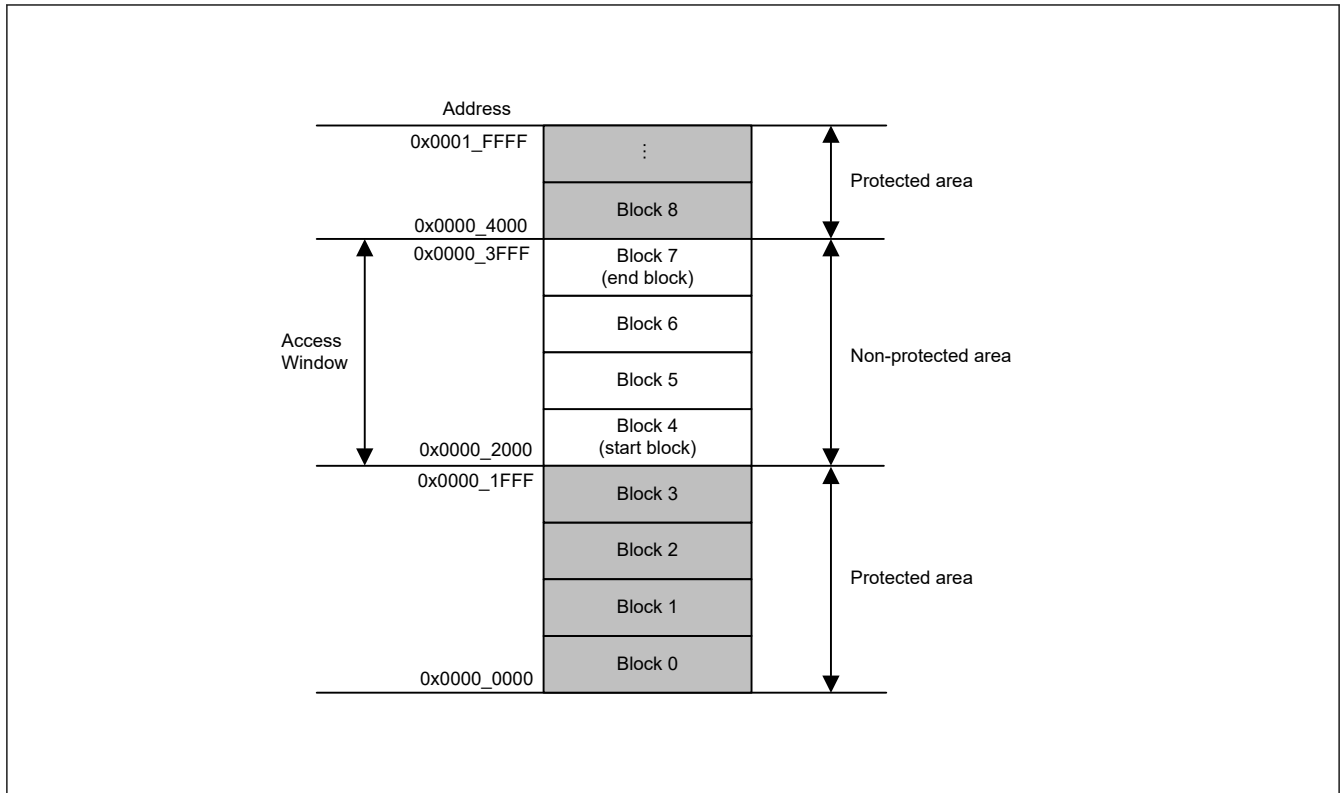 Address
0x0001_FFFF
⋮
Protected area
Block 8
0x0000_4000
0x0000_3FFF
Block 7
(end block)
Block 6
Access
Window
Non-protected area
Block 5
Block 4
(start block)
0x0000_2000
0x0000_1FFF
Block 3
Block 2
Protected area
Block 1
Block 0
0x0000_0000